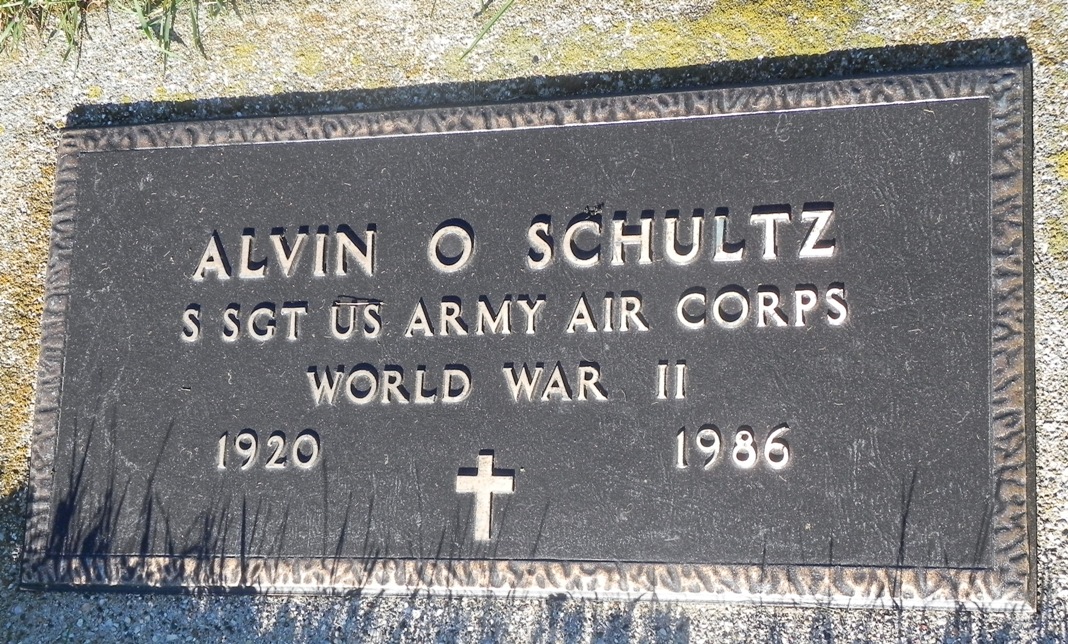 ALVIN O SCHULTZ
S SGT US ARMY AIR CORPS
WORLD WAR II
1920 1986